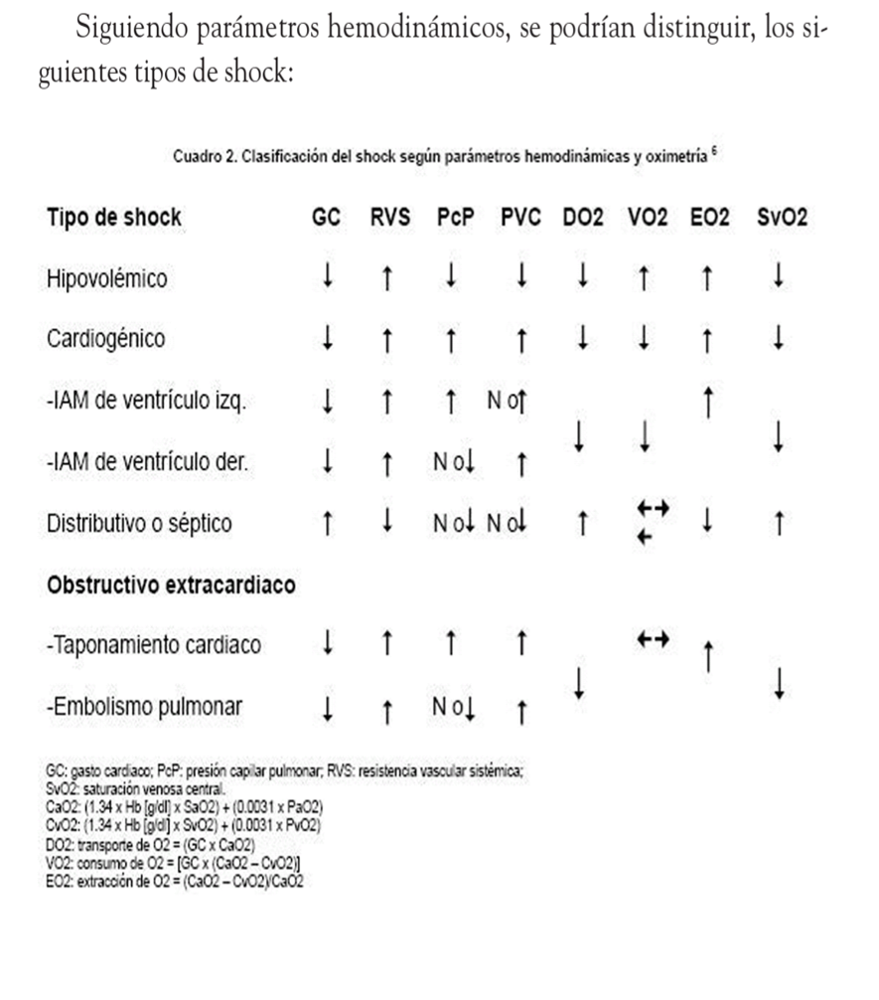 Siguiendo parámetros hemodinámicos, se podrían distinguir, los si-
guientes tipos de shock:
Cuadro 2. Clasificación del shock según parámetros hemodinámicas y oximetría 6
Tipo de shock GC RVS PcP PVC DO2 VO2 EO2 SvO2
Hipovolémico ↓ ↑ ↓ ↓ ↓ ↑ ↑ ↓
Cardiogénico ↓ ↑ ↑ ↑ ↓ ↓ ↑ ↓
-IAM de ventrículo izq. ↓ ↑ ↑ N o↑ ↑
↓ ↓ ↓
-IAM de ventrículo der. ↓ ↑ N o↓ ↑
Distributivo o séptico ↑ ↓ N o↓ N o↓ ↑ ↔ ← ↓ ↑
Obstructivo extracardiaco
-Taponamiento cardiaco ↓ ↑ ↑ ↑ ↔ ↑
↓ ↓
-Embolismo pulmonar ↓ ↑ N o↓ ↑
GC: gasto cardiaco; PcP: presión capilar pulmonar; RVS: resistencia vascular sistémica;
SvO2: saturación venosa central.
CaO2: (1.34 x Hb [g/dl] x SaO2) + (0.0031 x PaO2)
CvO2: (1.34 x Hb [g/dl] x SvO2) + (0.0031 x PvO2)
DO2: transporte de O2 = (GC x CaO2)
VO2: consumo de O2 = [GC x (CaO2 – CvO2)]
EO2: extracción de O2 = (CaO2 – CvO2)/CaO2